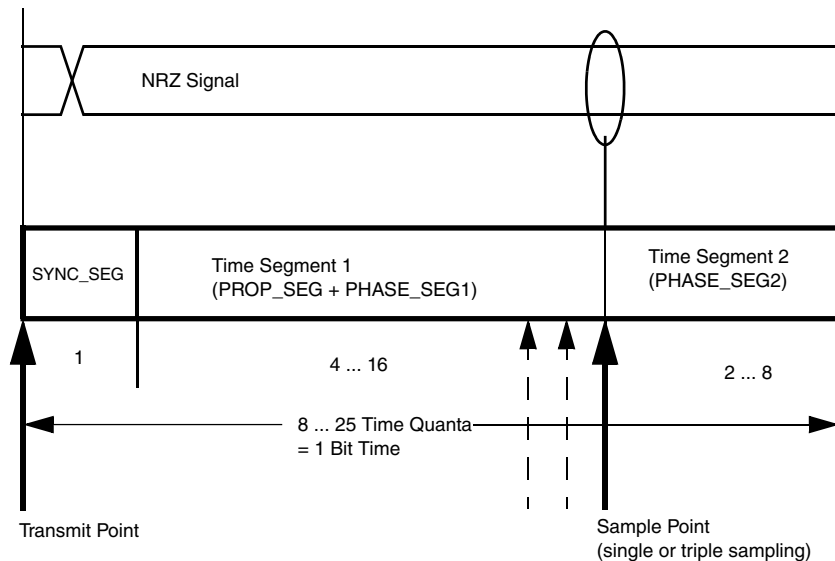 NRZ Signal
SYNC_SEG
Time Segment 1
(PROP_SEG + PHASE_SEG1)
Time Segment 2
(PHASE_SEG2)
1
4 ... 16
2 ... 8
8 ... 25 Time Quanta
= 1 Bit Time
Transmit Point
Sample Point
(single or triple sampling)